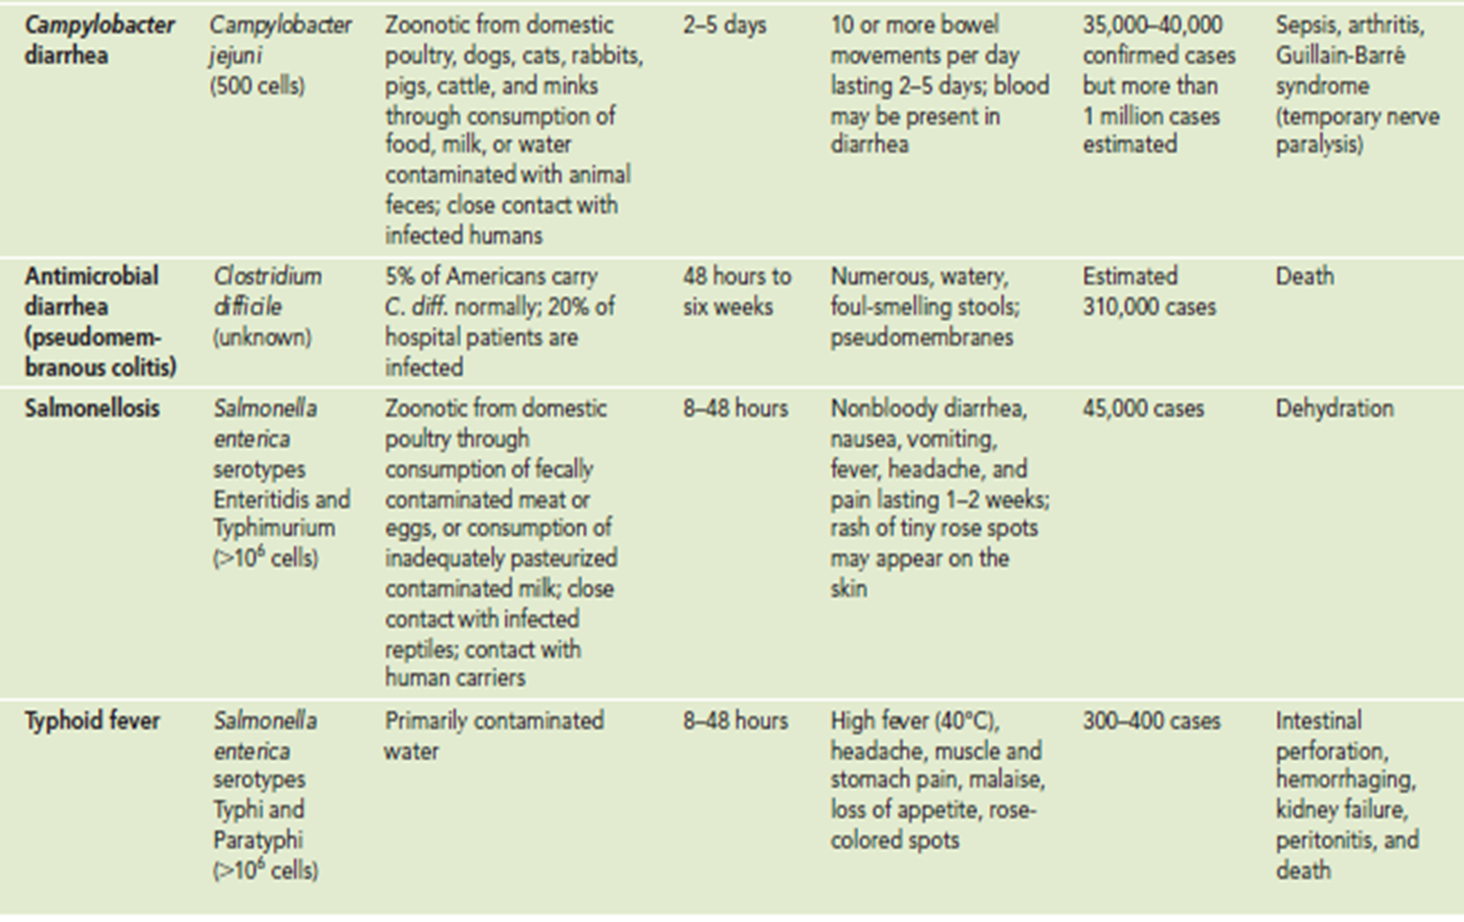 Campylobacter
diarrhea
Campylobacter
jejuni
(500 cells)
Zoonotic from domestic
poultry, dogs, cats, rabbits,
pigs, cattle, and minks
through consumption of
food, milk, or water
contaminated with animal
feces; close contact with
infected humans
2–5 days
10 or more bowel
movements per day
lasting 2–5 days; blood
may be present in
diarrhea
35,000–40,000
confirmed cases
but more than
1 million cases
estimated
Sepsis, arthritis,
Guillain-Barré
syndrome
(temporary nerve
paralysis)
Antimicrobial
diarrhea
(pseudomem-
branous colitis)
Clostridium
difficile
(unknown)
5% of Americans carry
C. diff. normally; 20% of
hospital patients are
infected
48 hours to
six weeks
Numerous, watery,
foul-smelling stools;
pseudomembranes
Estimated
310,000 cases
Death
Salmonellosis
Salmonella
enterica
serotypes
Enteritidis and
Typhimurium
(>10⁶ cells)
Zoonotic from domestic
poultry through
consumption of fecally
contaminated meat or
eggs, or consumption of
inadequately pasteurized
contaminated milk; close
contact with infected
reptiles; contact with
human carriers
8–48 hours
Nonbloody diarrhea,
nausea, vomiting,
fever, headache, and
pain lasting 1–2 weeks;
rash of tiny rose spots
may appear on the
skin
45,000 cases
Dehydration
Typhoid fever
Salmonella
enterica
serotypes
Typhi and
Paratyphi
(>10⁶ cells)
Primarily contaminated
water
8–48 hours
High fever (40°C),
headache, muscle and
stomach pain, malaise,
loss of appetite, rose-
colored spots
300–400 cases
Intestinal
perforation,
hemorrhaging,
kidney failure,
peritonitis, and
death